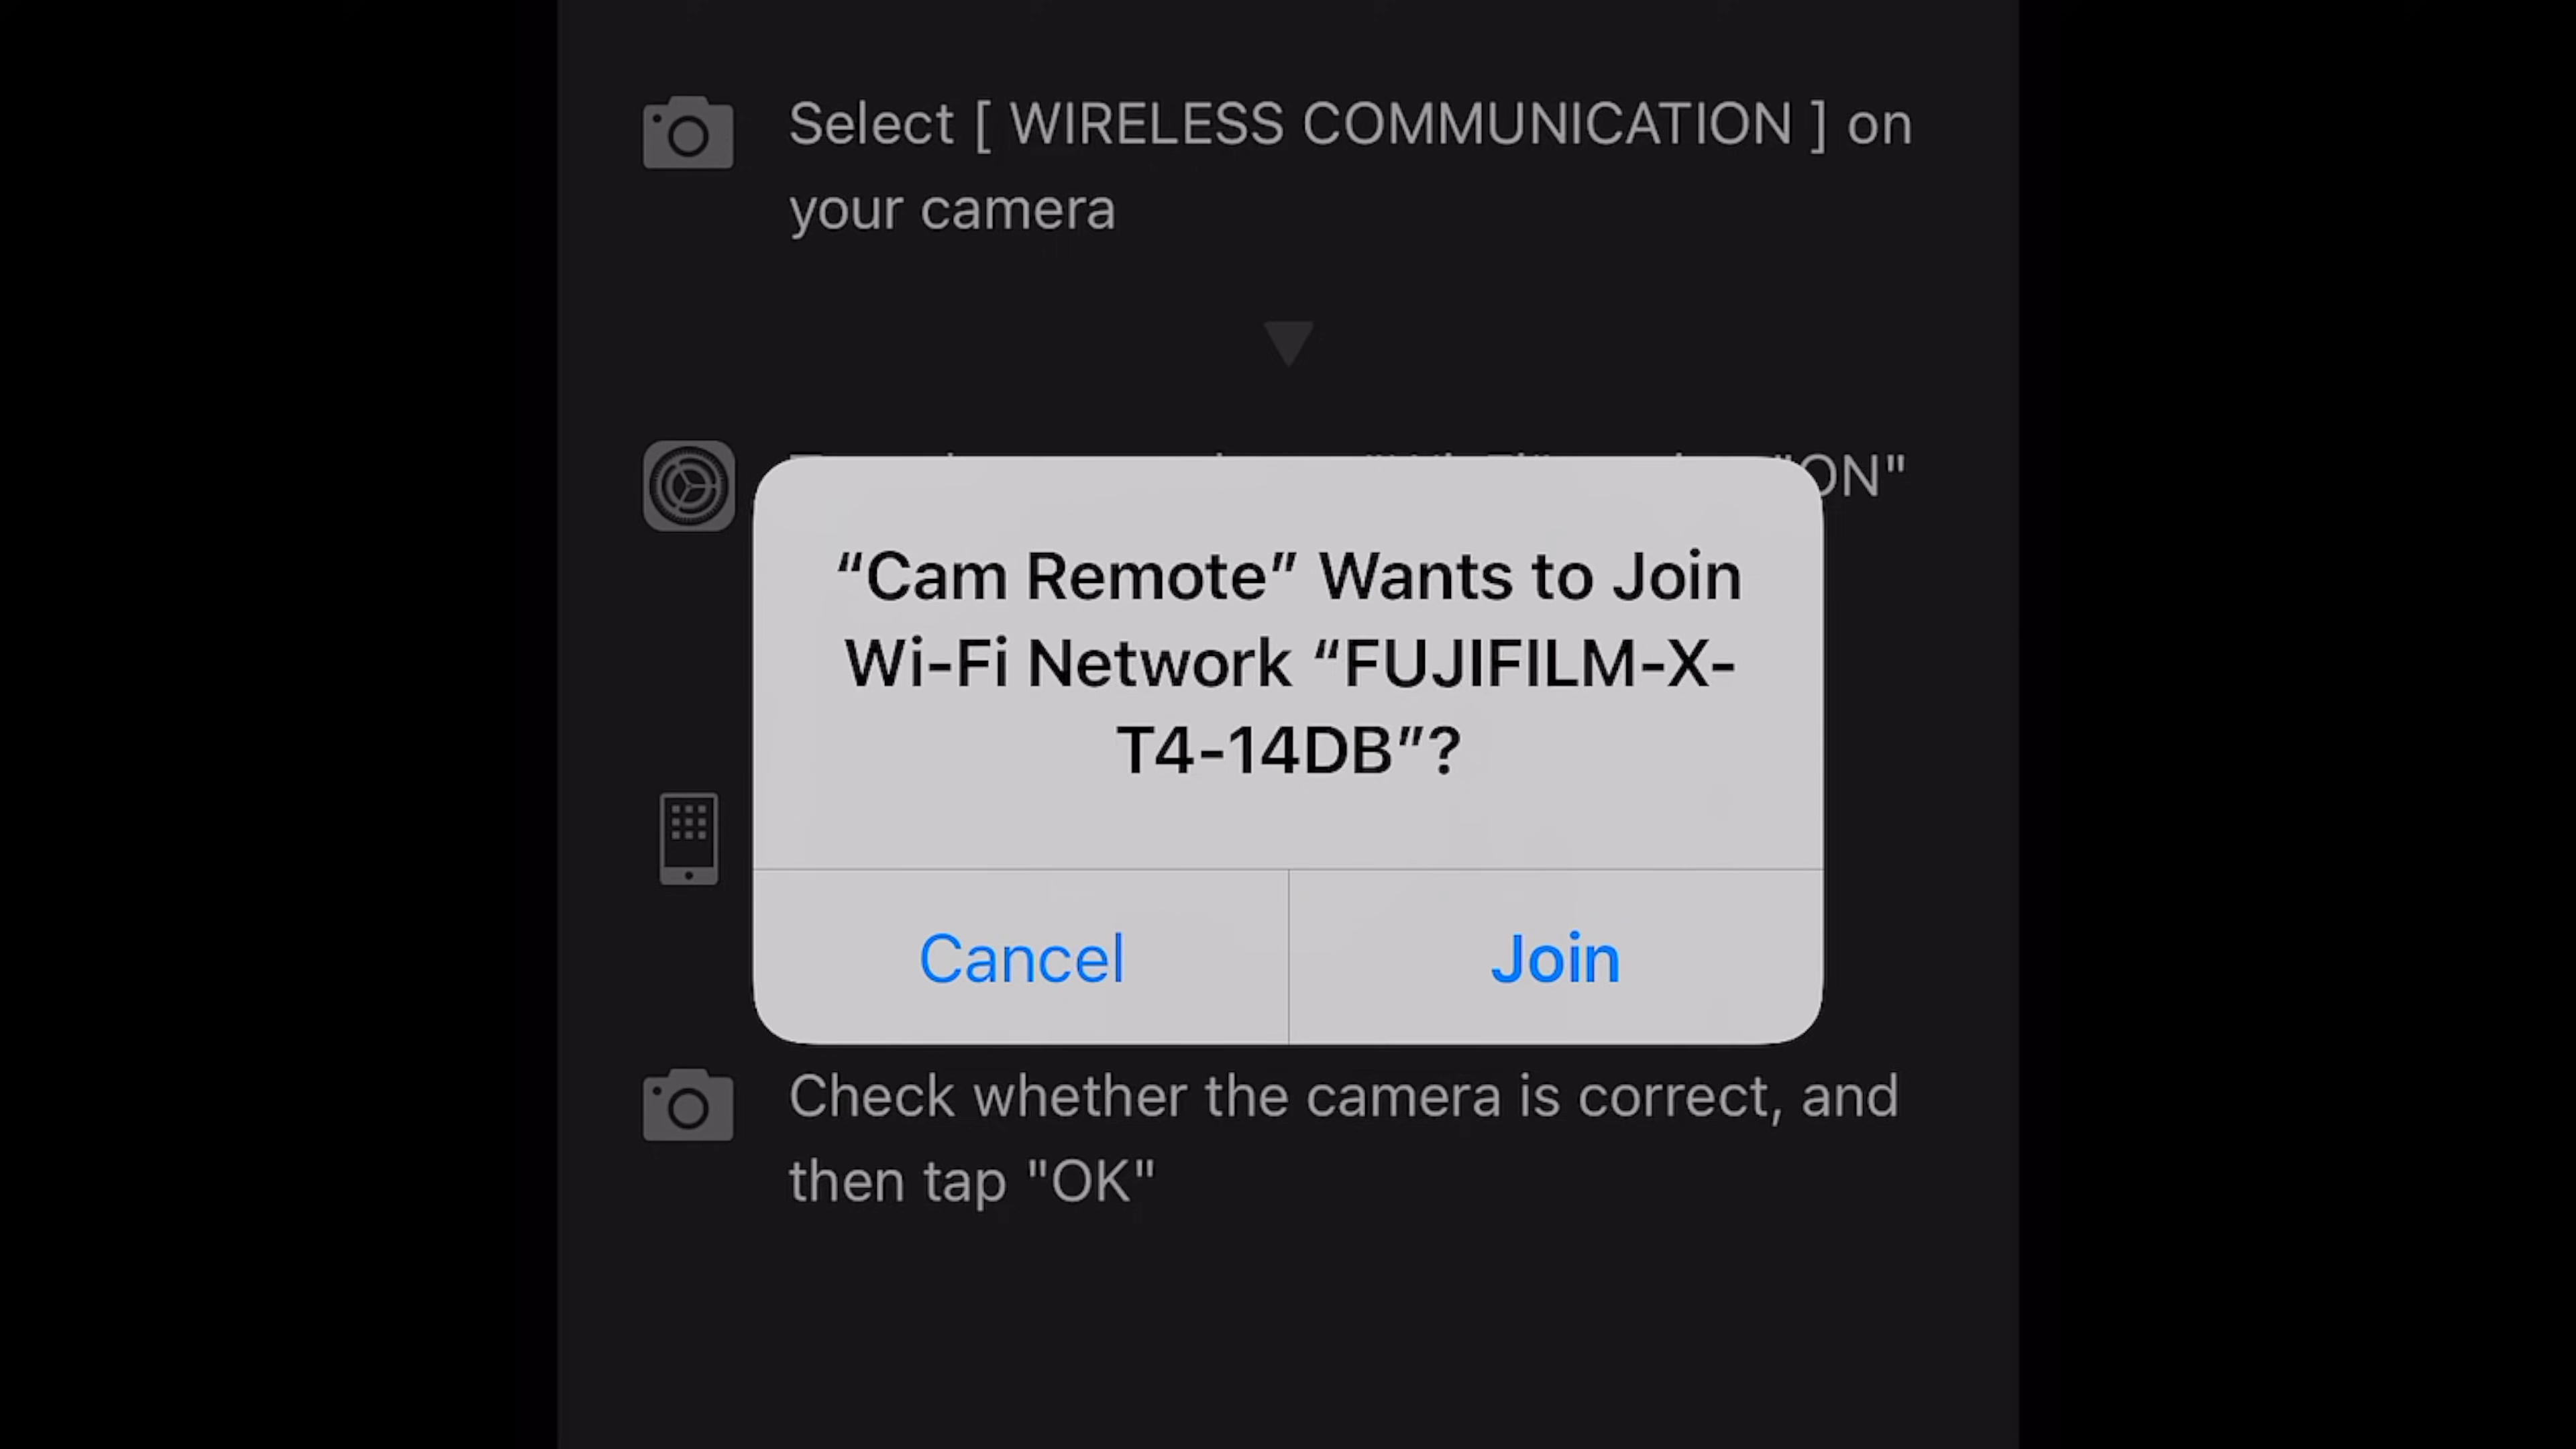 Select [ WIRELESS COMMUNICATION ] on
your camera
"ON"
“Cam Remote” Wants to Join
Wi-Fi Network “FUJIFILM-X-
T4-14DB”?
Cancel
Join
Check whether the camera is correct, and
then tap "OK"